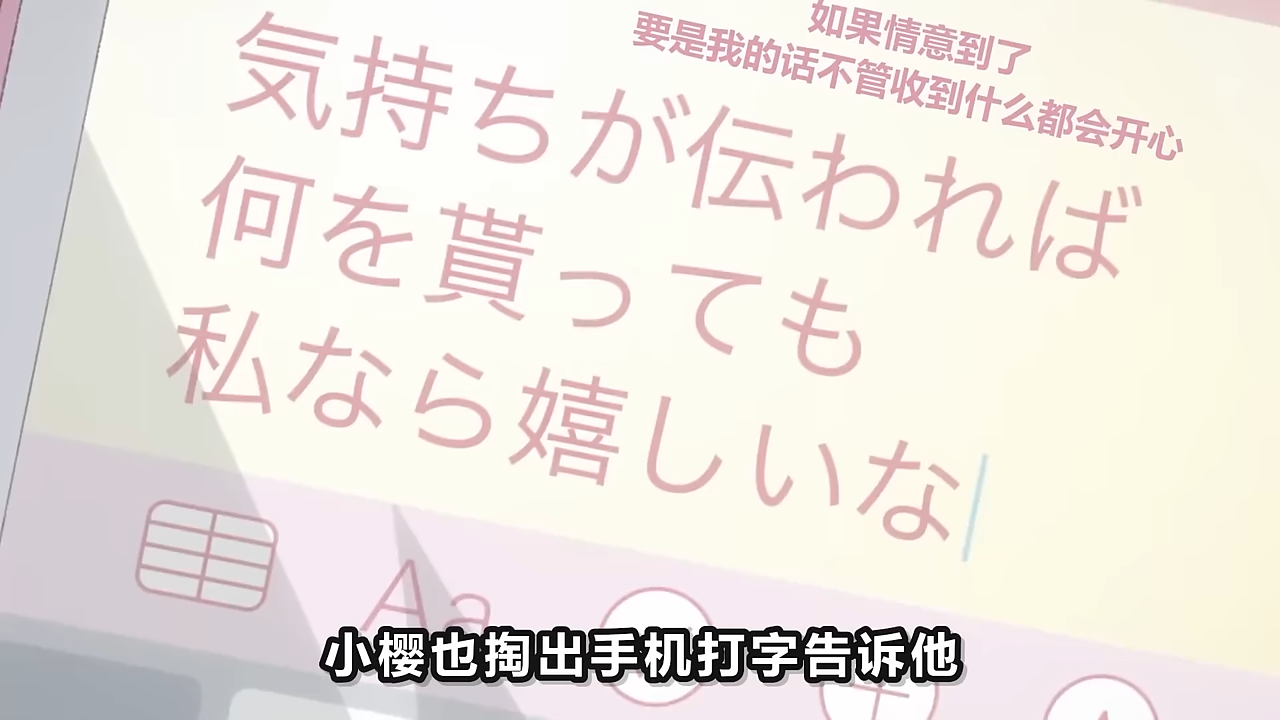 如果情意到了
要是我的话不管收到什么都会开心
気持ちが伝われば
何を貰っても
私なら嬉しいな
Aa
小樱也掏出手机打字告诉他